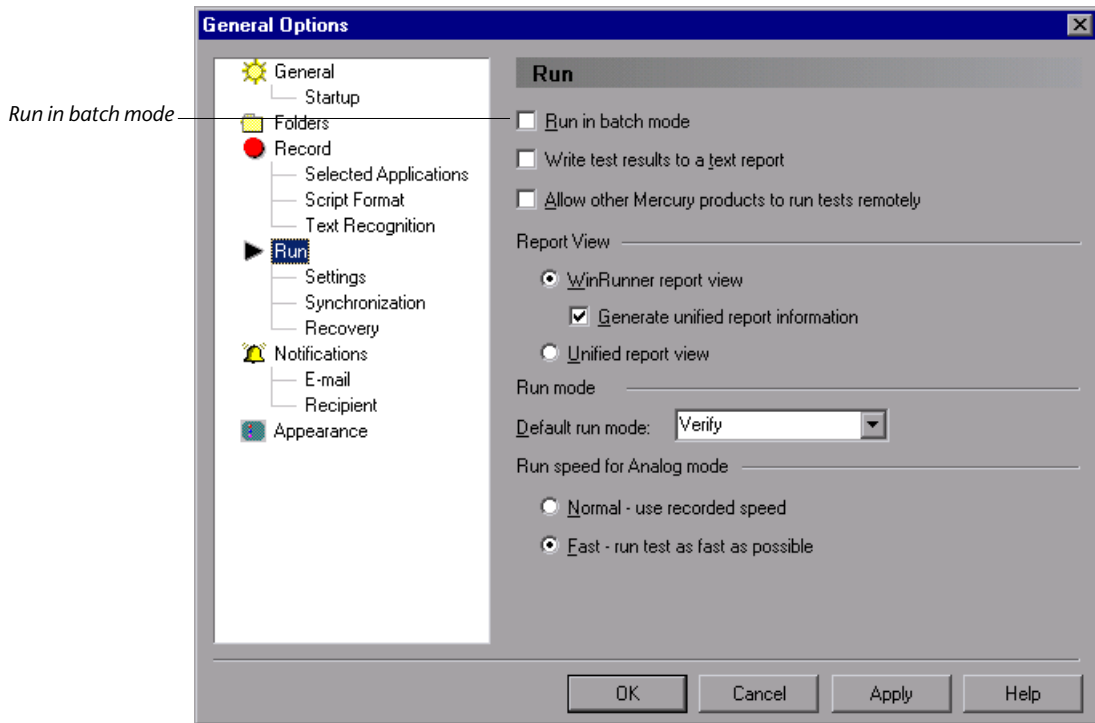 General Options
Run in batch mode
General
Startup
Folders
Record
Selected Applications
Script Format
Text Recognition
Run
Settings
Synchronization
Recovery
Notifications
E-mail
Recipient
Appearance
Run
Run in batch mode
Write test results to a text report
Allow other Mercury products to run tests remotely
Report View
WinRunner report view
Generate unified report information
Unified report view
Run mode
Default run mode: Verify
Run speed for Analog mode
Normal - use recorded speed
Fast - run test as fast as possible
OK Cancel Apply Help